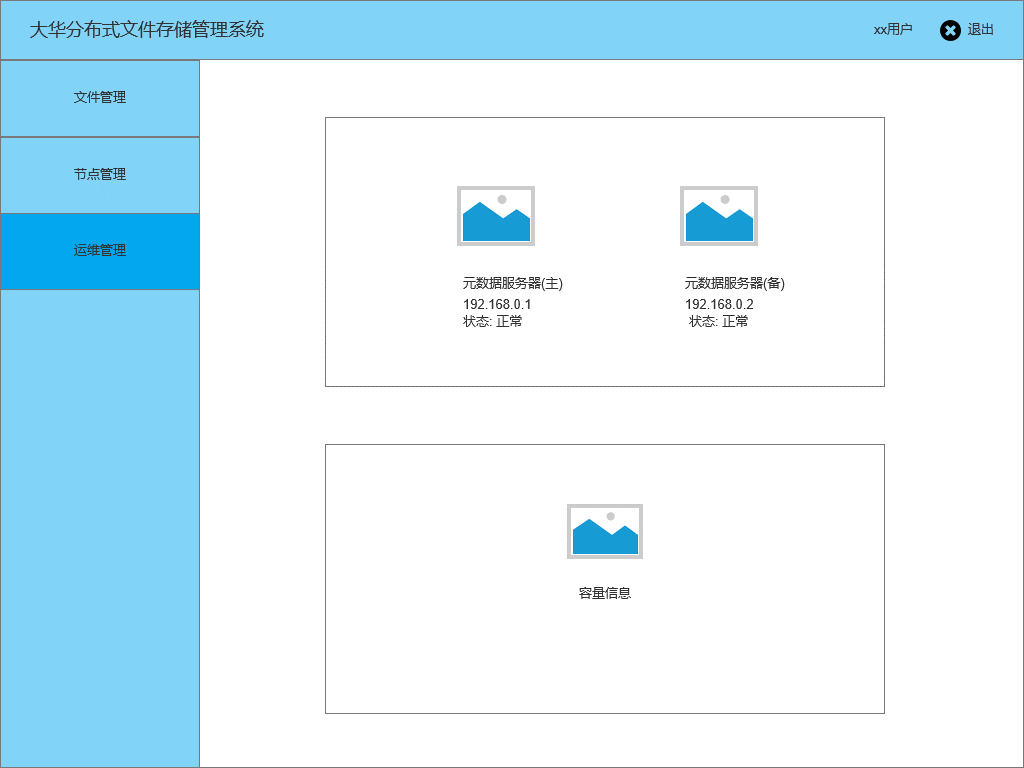 大华分布式文件存储管理系统
xx用户
退出
文件管理
节点管理
运维管理
元数据服务器(主)
192.168.0.1
状态: 正常
元数据服务器(备)
192.168.0.2
状态: 正常
容量信息